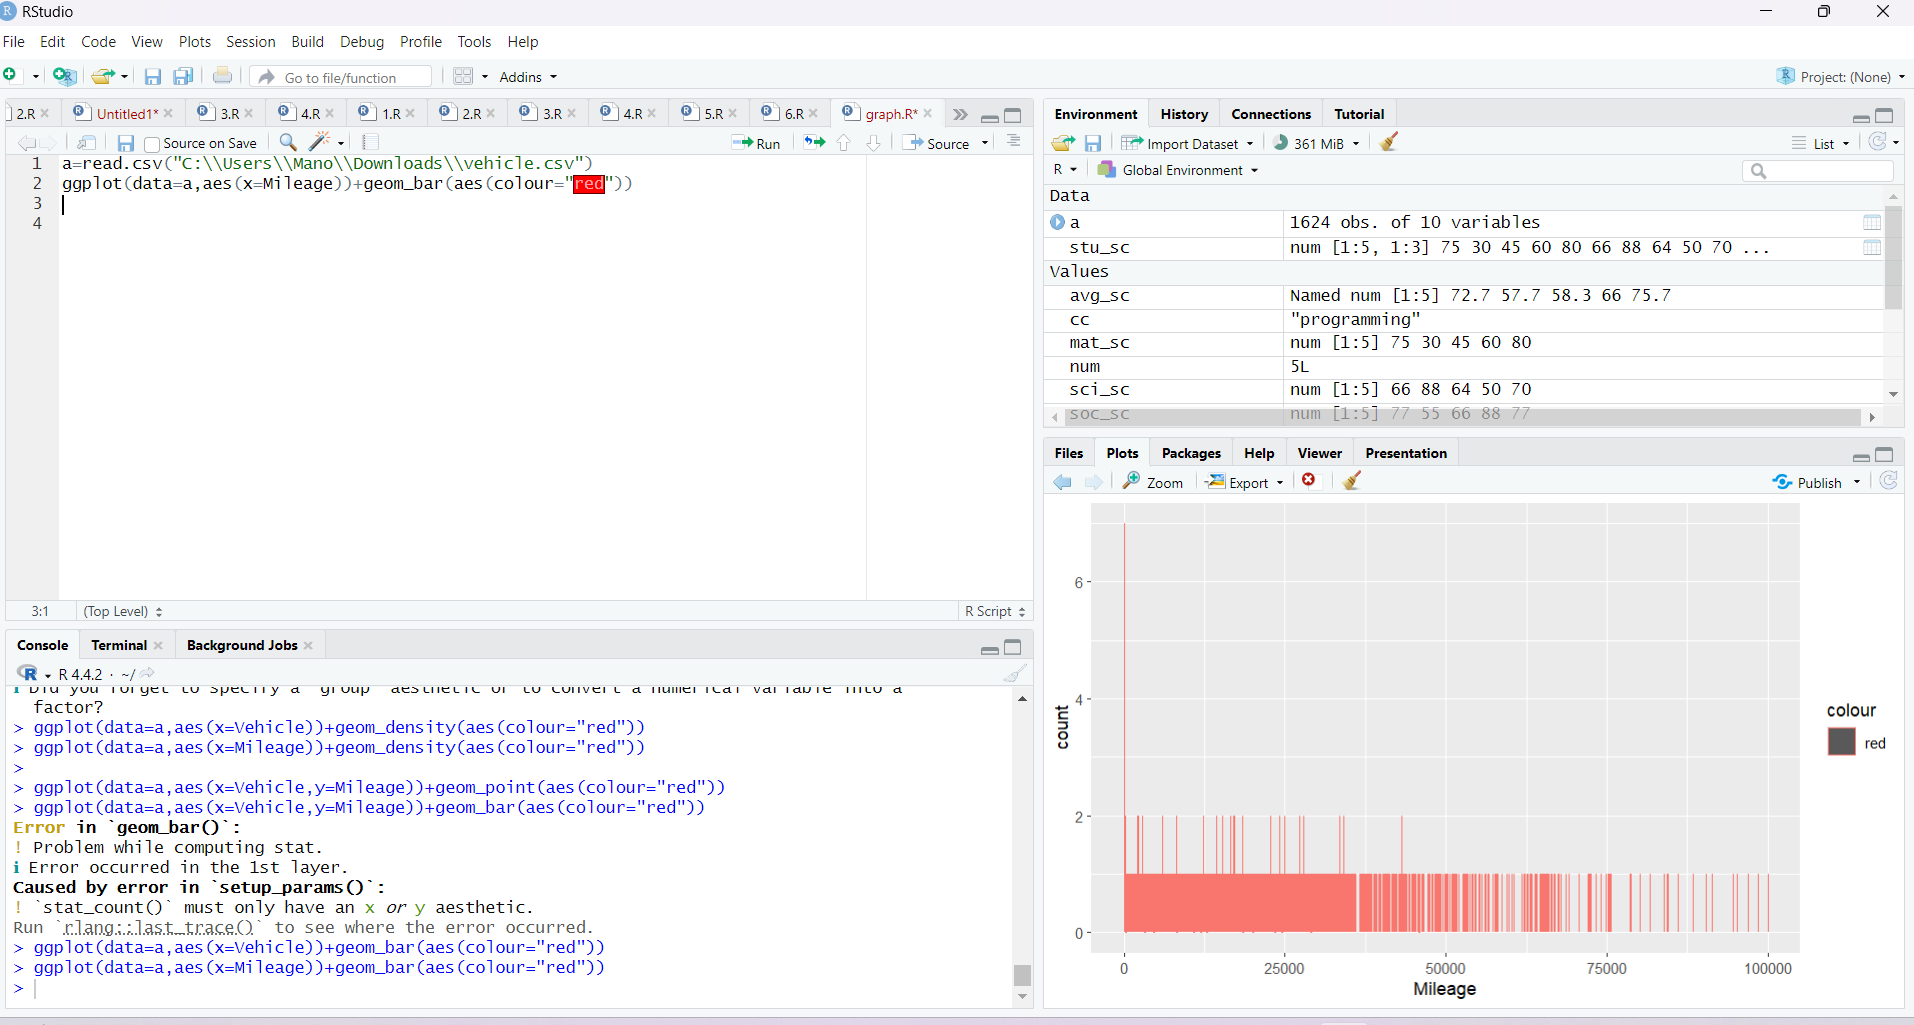 RStudio
File Edit Code View Plots Session Build Debug Profile Tools Help
Go to file/function Addins Project: (None)
2.R Untitled1* 3.R 4.R 1.R 2.R 3.R 4.R 5.R 6.R graph.R*
Source on Save Run Source
1 a=read.csv("C:\\Users\\Mano\\Downloads\\vehicle.csv")
2 ggplot(data=a,aes(x=Mileage))+geom_bar(aes(colour="red"))
3
4
3:1 (Top Level) R Script
Console Terminal Background Jobs
R 4.4.2 · ~/
i Did you forget to specify a `group` aesthetic or to convert a numerical variable into a
factor?
> ggplot(data=a,aes(x=Vehicle))+geom_density(aes(colour="red"))
> ggplot(data=a,aes(x=Mileage))+geom_density(aes(colour="red"))
>
> ggplot(data=a,aes(x=Vehicle,y=Mileage))+geom_point(aes(colour="red"))
> ggplot(data=a,aes(x=Vehicle,y=Mileage))+geom_bar(aes(colour="red"))
Error in `geom_bar()`:
! Problem while computing stat.
i Error occurred in the 1st layer.
Caused by error in `setup_params()`:
! `stat_count()` must only have an x or y aesthetic.
Run `rlang::last_trace()` to see where the error occurred.
> ggplot(data=a,aes(x=Vehicle))+geom_bar(aes(colour="red"))
> ggplot(data=a,aes(x=Mileage))+geom_bar(aes(colour="red"))
>
Environment History Connections Tutorial
Import Dataset 361 MiB List
R Global Environment
Data
a 1624 obs. of 10 variables
stu_sc num [1:5, 1:3] 75 30 45 60 80 66 88 64 50 70 ...
Values
avg_sc Named num [1:5] 72.7 57.7 58.3 66 75.7
cc "programming"
mat_sc num [1:5] 75 30 45 60 80
num 5L
sci_sc num [1:5] 66 88 64 50 70
soc_sc num [1:5] 77 55 66 88 77
Files Plots Packages Help Viewer Presentation
Zoom Export Publish
6
4
2
0
count
0 25000 50000 75000 100000
Mileage
colour
red